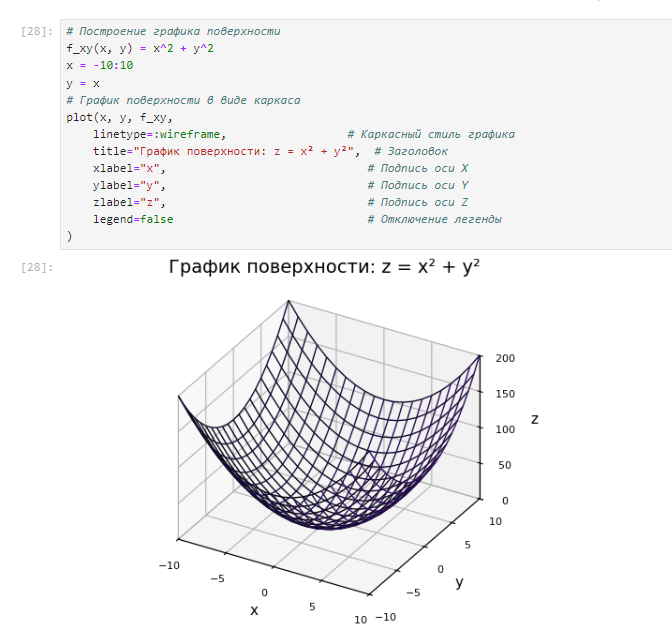 [28]: # Построение графика поверхности
f_xy(x, y) = x^2 + y^2
x = -10:10
y = x
# График поверхности в виде каркаса
plot(x, y, f_xy,
linetype=:wireframe, # Каркасный стиль графика
title="График поверхности: z = x² + y²", # Заголовок
xlabel="x", # Подпись оси X
ylabel="y", # Подпись оси Y
zlabel="z", # Подпись оси Z
legend=false # Отключение легенды
)
[28]:
График поверхности: z = x² + y²
200
150
z
100
50
0
10
5
0
y
-5
−10
−10
−5
0
5
10
x